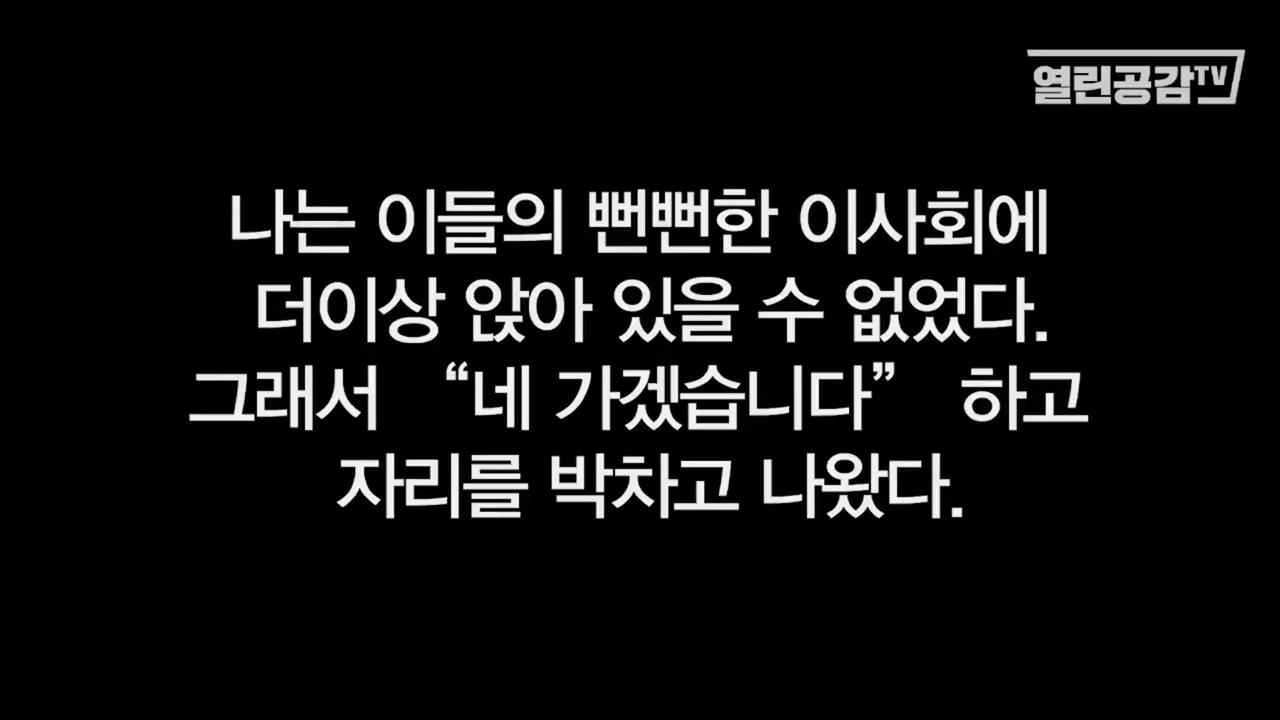 열린공감TV
나는 이들의 뻔뻔한 이사회에
더이상 앉아 있을 수 없었다.
그래서 “네 가겠습니다” 하고
자리를 박차고 나왔다.